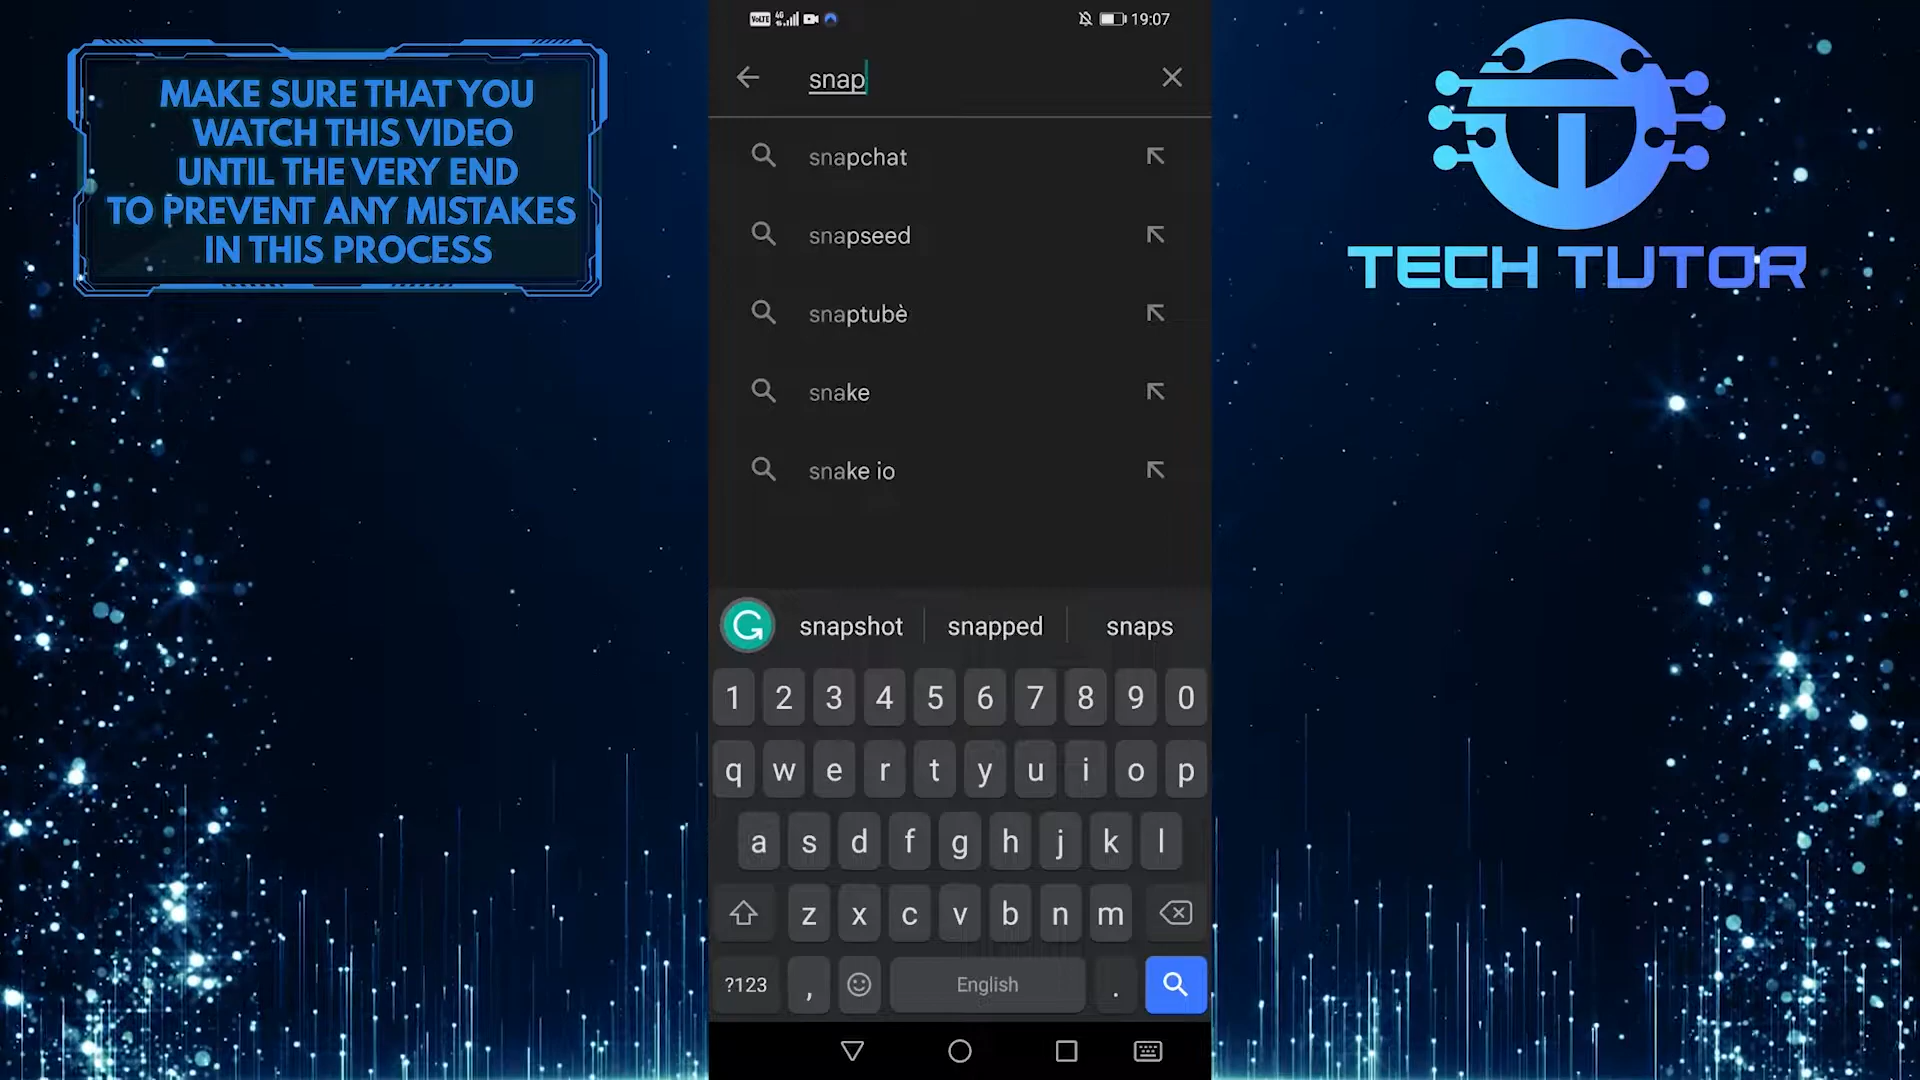 MAKE SURE THAT YOU
WATCH THIS VIDEO
UNTIL THE VERY END
TO PREVENT ANY MISTAKES
IN THIS PROCESS
VoLTE 4G 19:07
snap
snapchat
snapseed
snaptubè
snake
snake io
G snapshot snapped snaps
1 2 3 4 5 6 7 8 9 0
q w e r t y u i o p
a s d f g h j k l
z x c v b n m
?123 , English .
T
TECH TUTOR